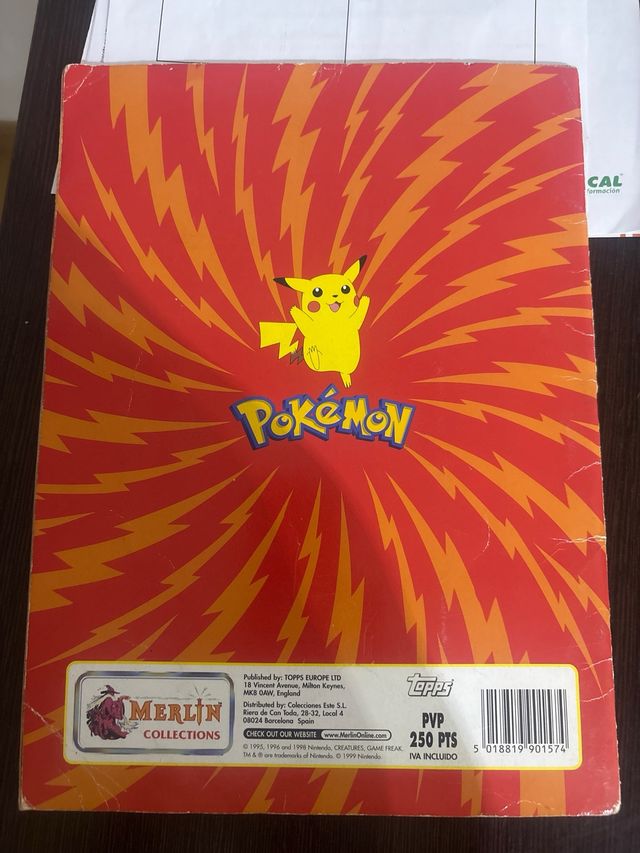 CAL
formación
POKéMON
MERLIN
COLLECTIONS
Published by: TOPPS EUROPE LTD
18 Vincent Avenue, Milton Keynes,
MK8 0AW, England
Distributed by: Colecciones Este S.L.
Riera de Can Toda, 28-32, Local 4
08024 Barcelona Spain
CHECK OUT OUR WEBSITE www.MerlinOnline.com
© 1995, 1996 and 1998 Nintendo, CREATURES, GAME FREAK.
TM & ® are trademarks of Nintendo. © 1999 Nintendo.
TOPPS
PVP
250 PTS
IVA INCLUIDO
5 018819 901574